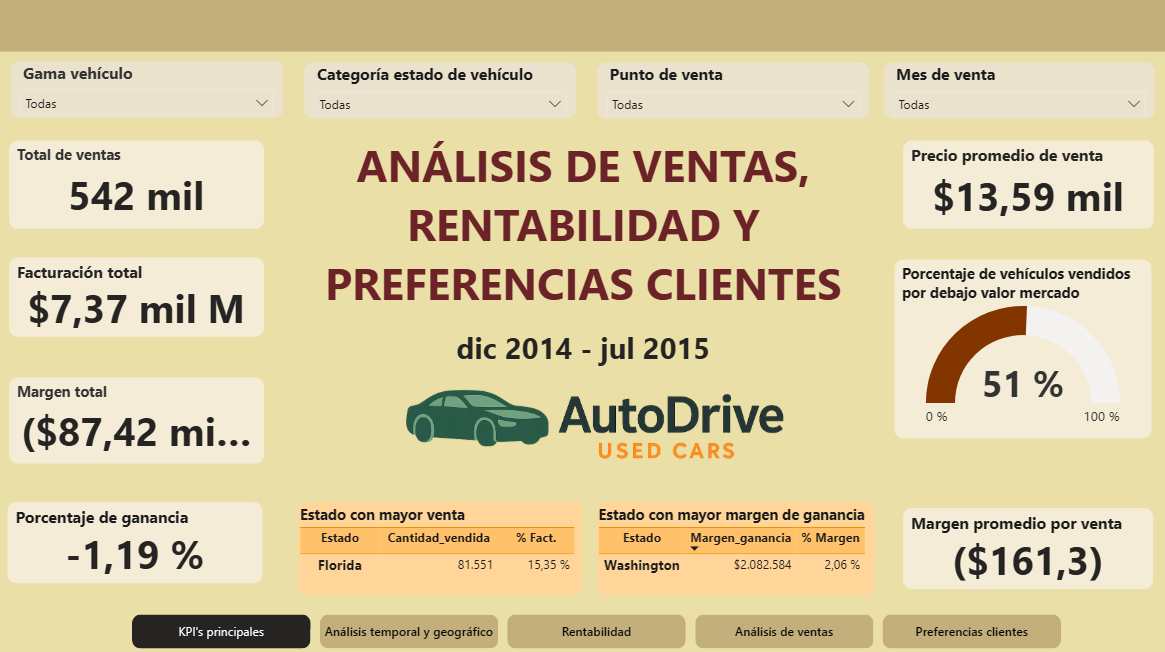 Gama vehículo
Todas
Categoría estado de vehículo
Todas
Punto de venta
Todas
Mes de venta
Todas
Total de ventas
542 mil
Facturación total
$7,37 mil M
Margen total
($87,42 mi...
Porcentaje de ganancia
-1,19 %
ANÁLISIS DE VENTAS,
RENTABILIDAD Y
PREFERENCIAS CLIENTES
dic 2014 - jul 2015
AutoDrive
USED CARS
Precio promedio de venta
$13,59 mil
Porcentaje de vehículos vendidos
por debajo valor mercado
51 %
0 % 100 %
Estado con mayor venta
Estado Cantidad_vendida % Fact.
Florida 81.551 15,35 %
Estado con mayor margen de ganancia
Estado Margen_ganancia % Margen
Washington $2.082.584 2,06 %
Margen promedio por venta
($161,3)
KPI's principales
Análisis temporal y geográfico
Rentabilidad
Análisis de ventas
Preferencias clientes